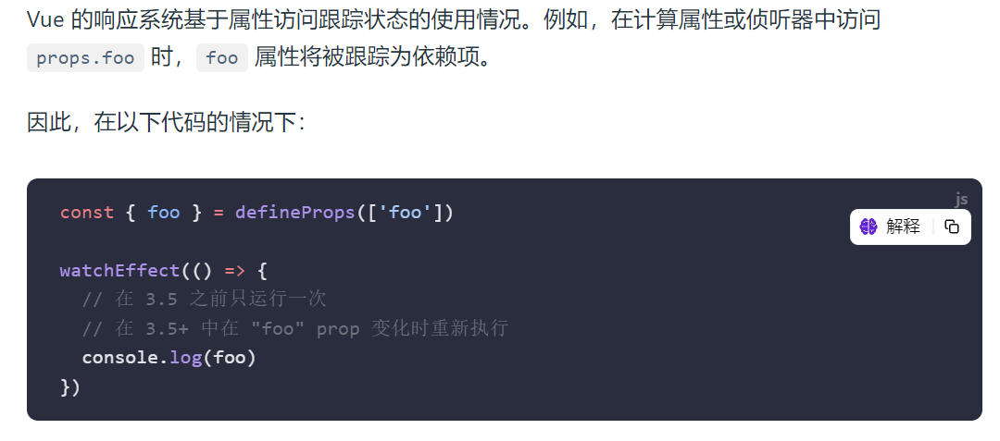 Vue 的响应系统基于属性访问跟踪状态的使用情况。例如，在计算属性或侦听器中访问
props.foo 时， foo 属性将被跟踪为依赖项。
因此，在以下代码的情况下：
js
const { foo } = defineProps(['foo'])
解释
watchEffect(() => {
  // 在 3.5 之前只运行一次
  // 在 3.5+ 中在 "foo" prop 变化时重新执行
  console.log(foo)
})